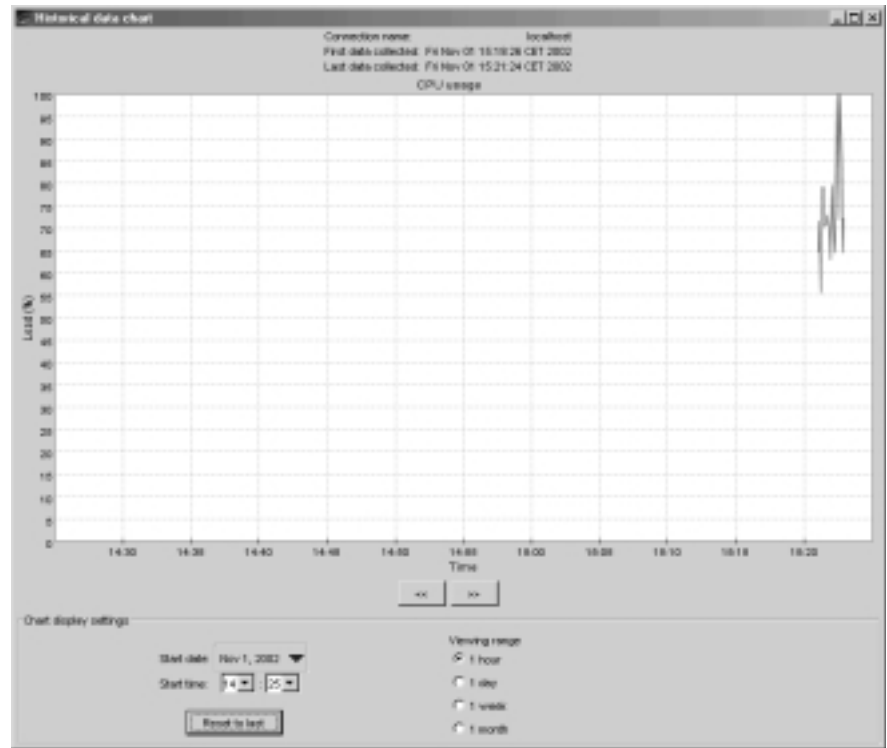 Historical data chart
Connection name: localhost
First data collected: Fri Nov 01 CET 2002
Last data collected: Fri Nov 01 15:21:24 CET 2002
CPU usage
100
95
90
85
80
75
70
65
60
55
50
45
40
35
30
25
20
15
10
5
0
Load (%)
14:30 14:35 14:40 14:45 14:50 14:55 15:00 15:05 15:10 15:15 15:20
Time
<< >>
Chart display settings
Start date: Nov 1, 2002
Start time: 14 : 25
Reset to last
Viewing range
1 hour
1 day
1 week
1 month